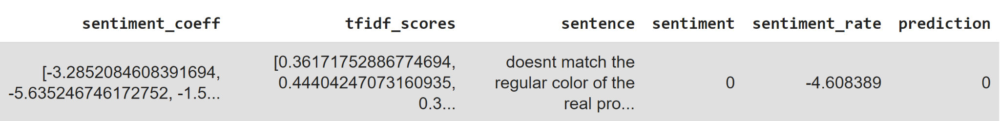 sentiment_coeff tfidf_scores sentence sentiment sentiment_rate prediction
[-3.2852084608391694,
-5.635246746172752, -1.5...
[0.36171752886774694,
0.44404247073160935,
0.3...
doesnt match the
regular color of the
real pro...
0
-4.608389
0